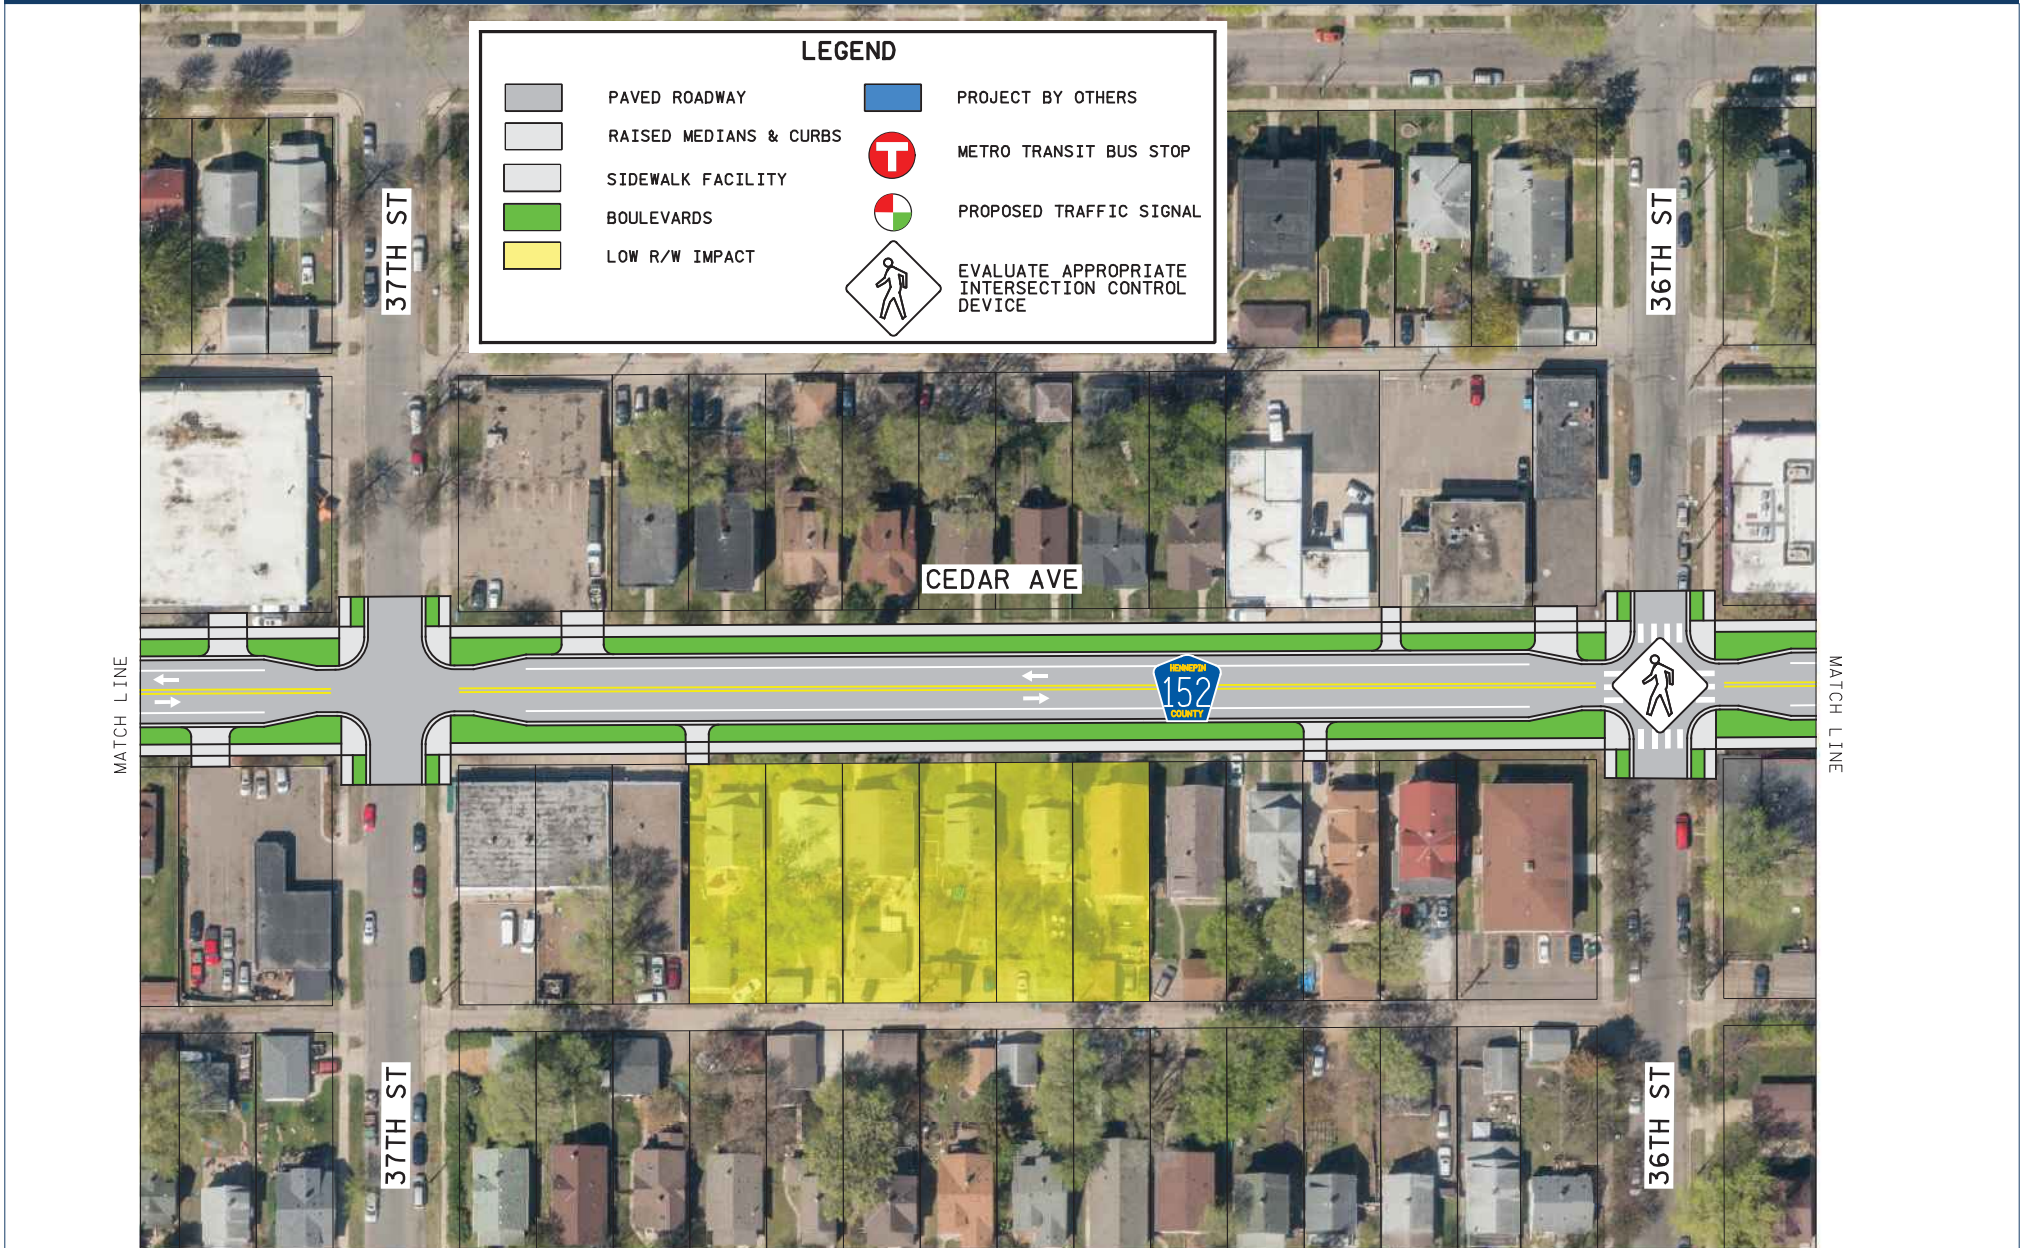 LEGEND
PAVED ROADWAY
RAISED MEDIANS & CURBS
SIDEWALK FACILITY
BOULEVARDS
LOW R/W IMPACT
PROJECT BY OTHERS
T
METRO TRANSIT BUS STOP
PROPOSED TRAFFIC SIGNAL
EVALUATE APPROPRIATE
INTERSECTION CONTROL
DEVICE
37TH ST
36TH ST
CEDAR AVE
MATCH LINE
HENNEPIN
152
COUNTY
MATCH LINE
37TH ST
36TH ST